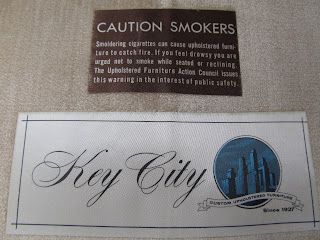 CAUTION SMOKERS
Smoldering cigarettes can cause upholstered furni-
ture to catch fire. If you feel drowsy you are
urged not to smoke while seated or reclining.
The Upholstered Furniture Action Council issues
this warning in the interest of public safety.
Key City
CUSTOM UPHOLSTERED FURNITURE
Since 1927